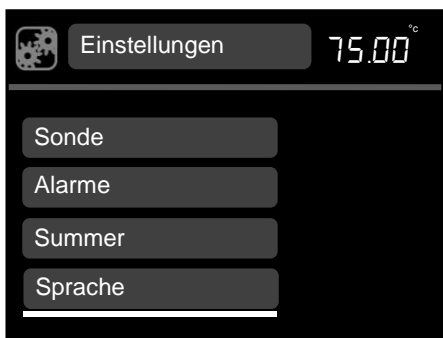 Einstellungen 75.00°c
Sonde
Alarme
Summer
Sprache